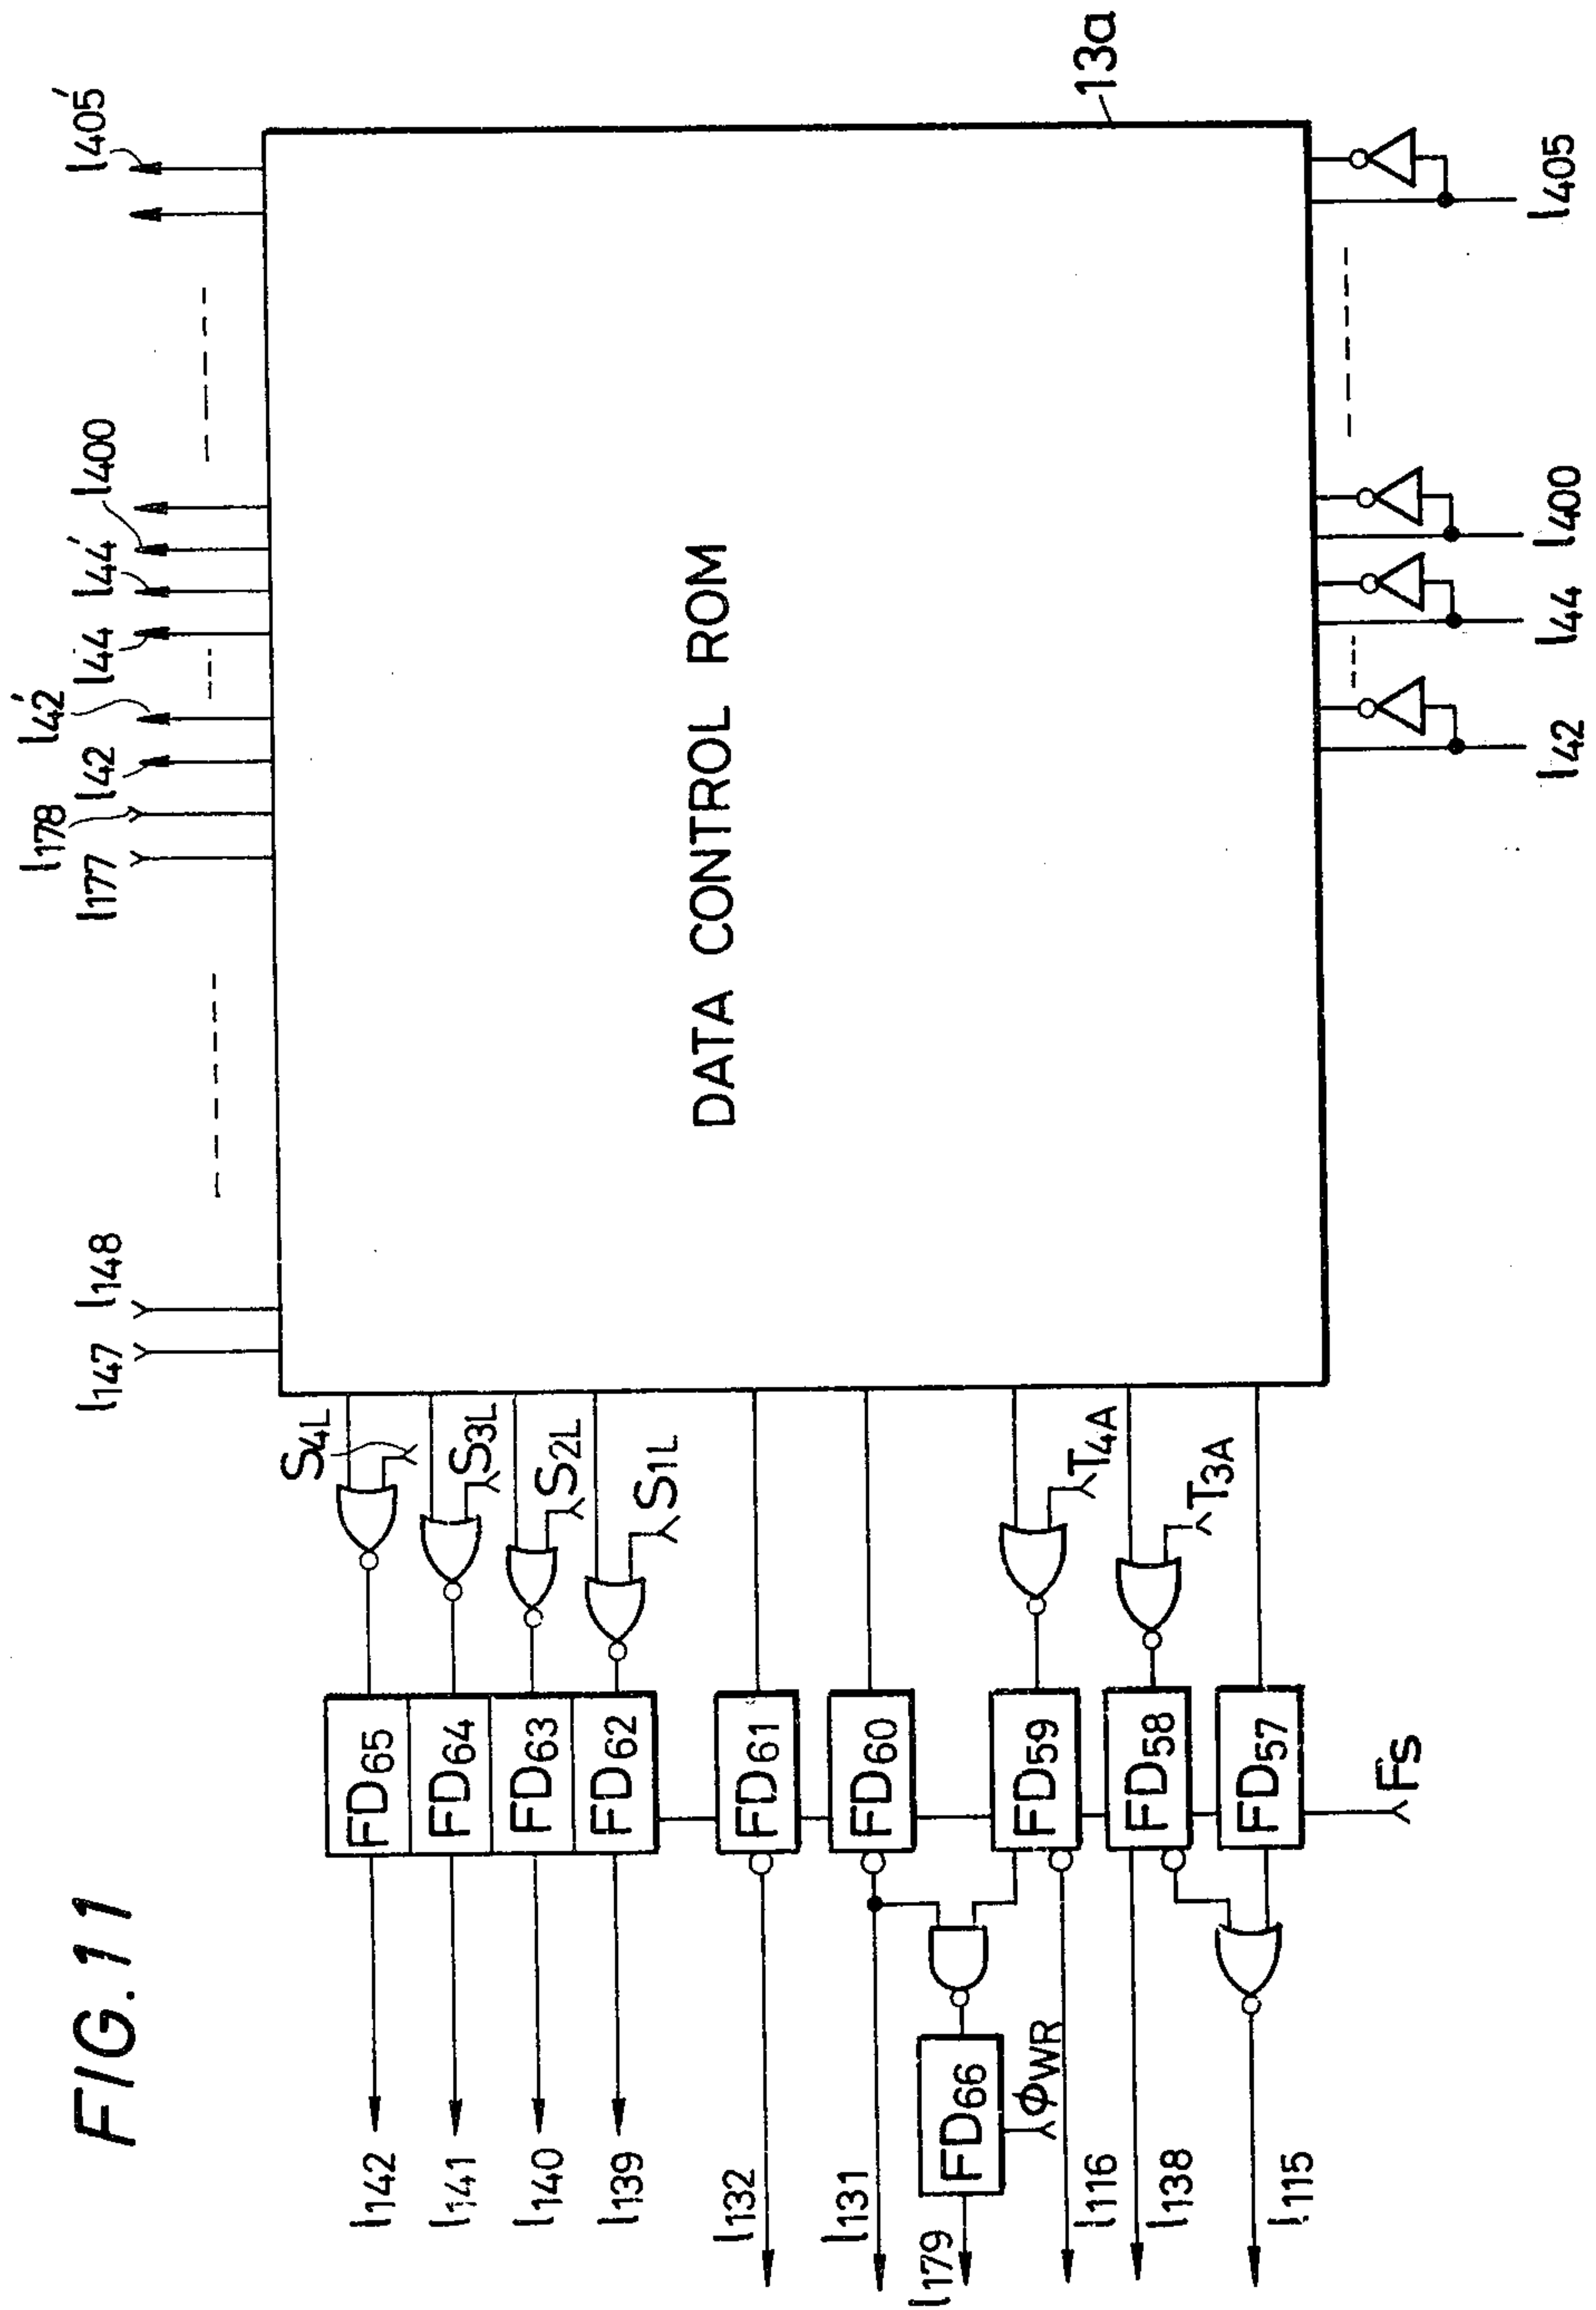 FIG. 11
l142
l141
l140
l139
l132
l131
l179
l116
l138
l115
FD65
FD64
FD63
FD62
FD61
FD60
FD59
FD58
FD57
FD66
φWR
Fs
S4L
S3L
S2L
S1L
T4A
T3A
l147
l148
l177
l178
l42
l42'
l44
l44'
l400
l405'
DATA CONTROL ROM
13a
l42
l44
l400
l405